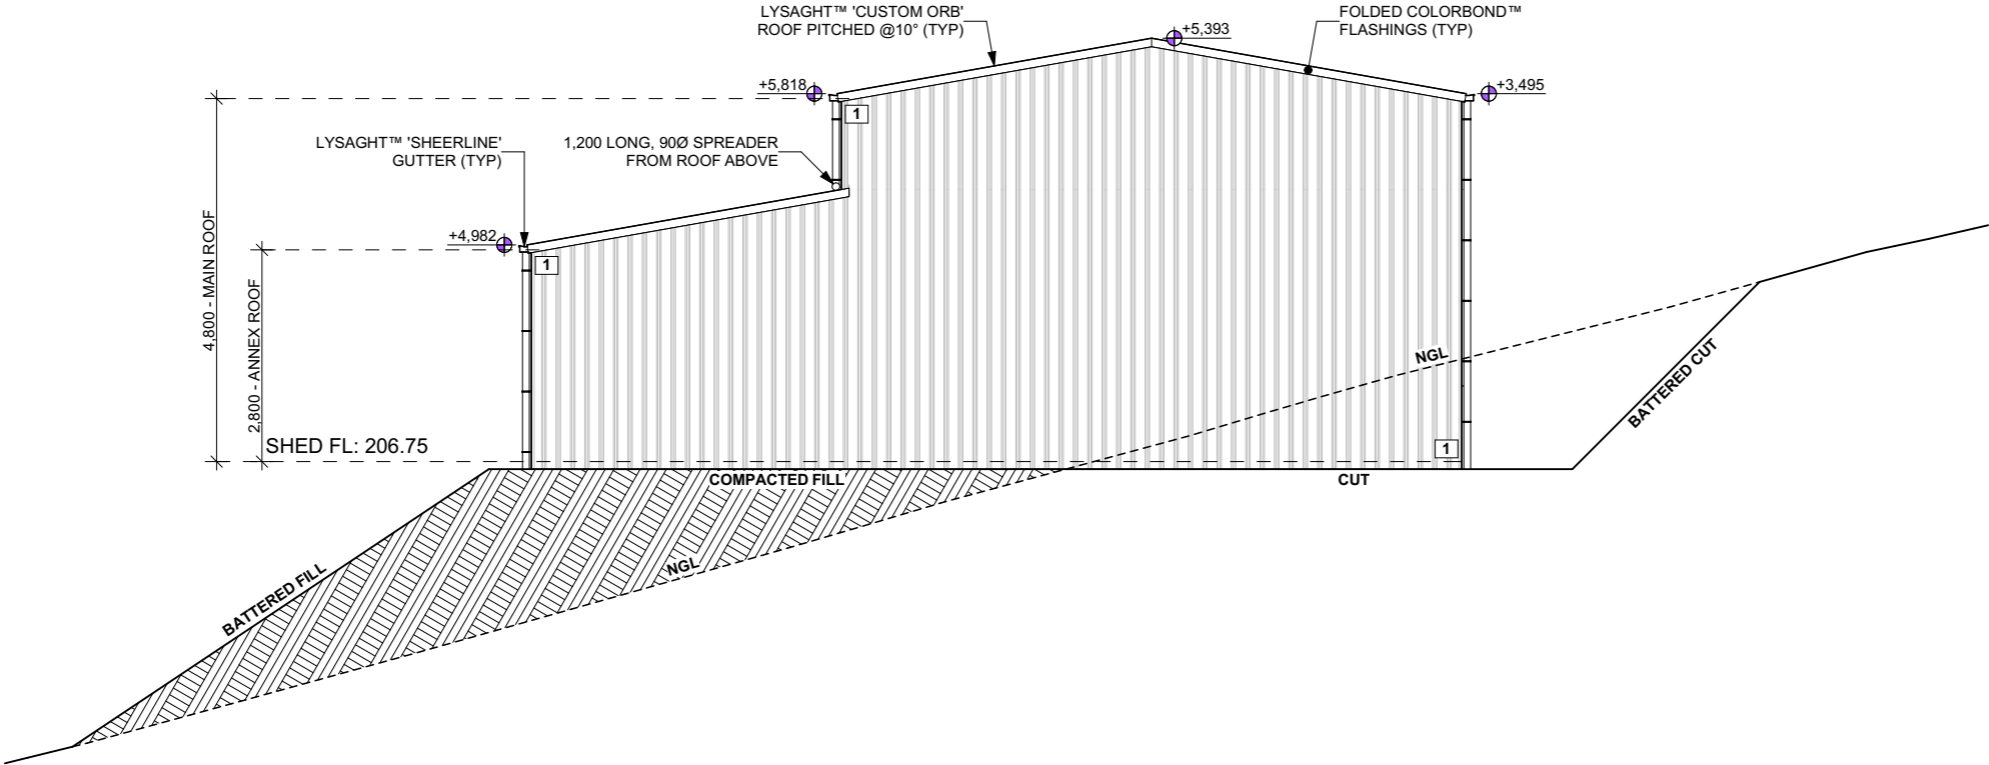 LYSAGHT™ 'CUSTOM ORB'
ROOF PITCHED @10° (TYP)
FOLDED COLORBOND™
FLASHINGS (TYP)
+5,393
+5,818
+3,495
1
LYSAGHT™ 'SHEERLINE'
GUTTER (TYP)
1,200 LONG, 90Ø SPREADER
FROM ROOF ABOVE
+4,982
1
4,800 - MAIN ROOF
2,800 - ANNEX ROOF
NGL
BATTERED CUT
SHED FL: 206.75
1
COMPACTED FILL
CUT
NGL
BATTERED FILL